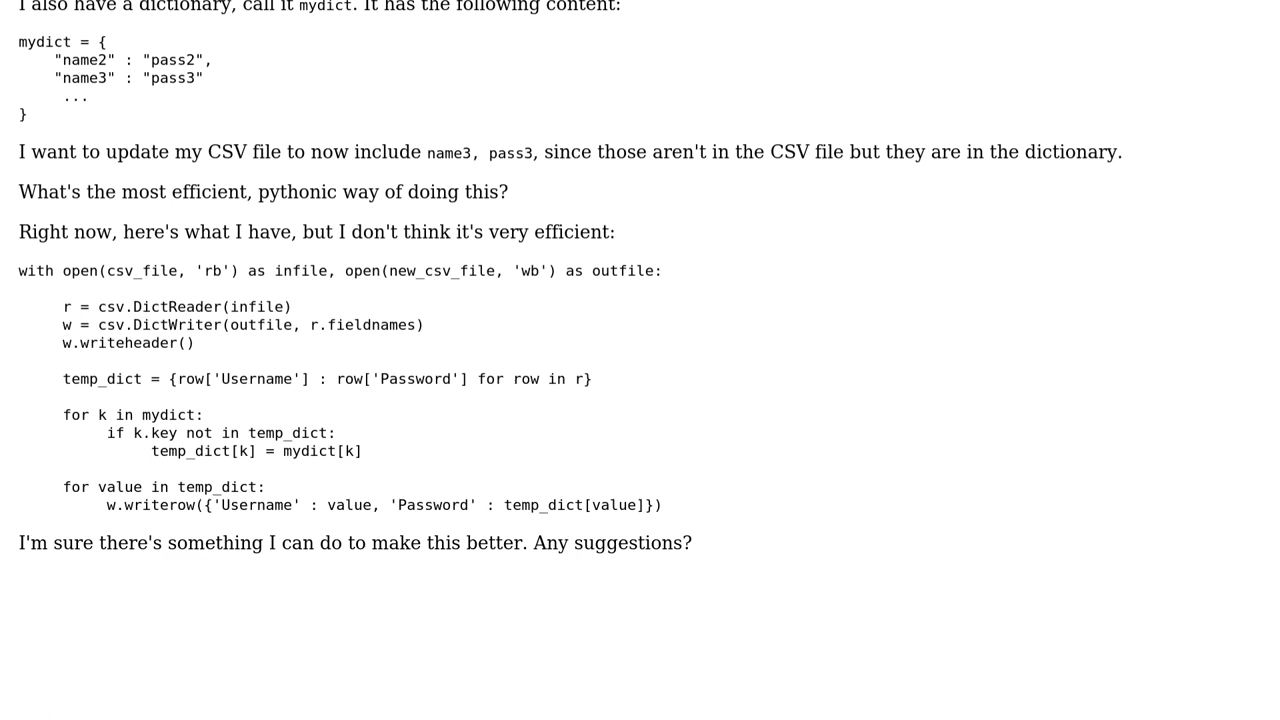 I also have a dictionary, call it mydict. It has the following content:
mydict = {
    "name2" : "pass2",
    "name3" : "pass3"
     ...
}
I want to update my CSV file to now include name3, pass3, since those aren't in the CSV file but they are in the dictionary.
What's the most efficient, pythonic way of doing this?
Right now, here's what I have, but I don't think it's very efficient:
with open(csv_file, 'rb') as infile, open(new_csv_file, 'wb') as outfile:
     r = csv.DictReader(infile)
     w = csv.DictWriter(outfile, r.fieldnames)
     w.writeheader()
     temp_dict = {row['Username'] : row['Password'] for row in r}
     for k in mydict:
          if k.key not in temp_dict:
               temp_dict[k] = mydict[k]
     for value in temp_dict:
          w.writerow({'Username' : value, 'Password' : temp_dict[value]})
I'm sure there's something I can do to make this better. Any suggestions?